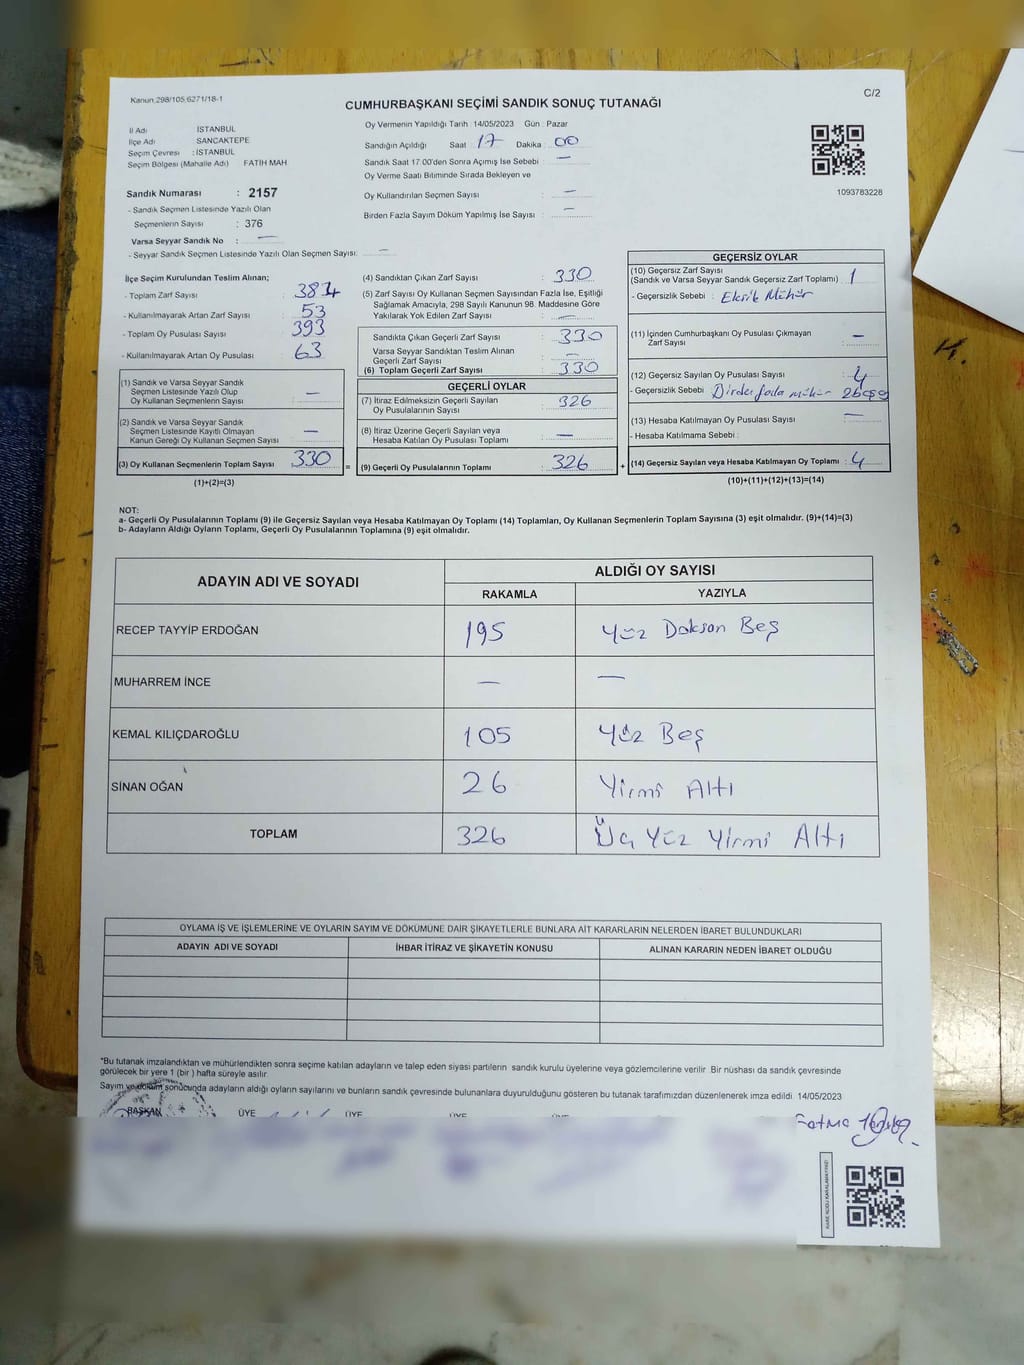 Kanun 298/105,6271/18-1
C/2
CUMHURBAŞKANI SEÇİMİ SANDIK SONUÇ TUTANAĞI
İl Adı İSTANBUL
İlçe Adı SANCAKTEPE
Seçim Çevresi : İSTANBUL
Seçim Bölgesi (Mahalle Adı) FATİH MAH
Sandık Numarası : 2157
- Sandık Seçmen Listesinde Yazılı Olan
Seçmenlerin Sayısı : 376
Varsa Seyyar Sandık No : —
- Seyyar Sandık Seçmen Listesinde Yazılı Olan Seçmen Sayısı: —
Oy Vermenin Yapıldığı Tarih : 14/05/2023 Gün : Pazar
Sandığın Açıldığı Saat 17 Dakika 00
Sandık Saat 17.00'den Sonra Açımış İse Sebebi : —
Oy Verme Saati Bitiminde Sırada Bekleyen ve
Oy Kullandırılan Seçmen Sayısı : —
Birden Fazla Sayım Döküm Yapılmış İse Sayısı : —
1093783228
İlçe Seçim Kurulundan Teslim Alınan;
- Toplam Zarf Sayısı :
- Kullanılmayarak Artan Zarf Sayısı : 53
- Toplam Oy Pusulası Sayısı : 393
- Kullanılmayarak Artan Oy Pusulası : 63
(1) Sandık ve Varsa Seyyar Sandık
Seçmen Listesinde Yazılı Olup
Oy Kullanan Seçmenlerin Sayısı : —
(2) Sandık ve Varsa Seyyar Sandık
Seçmen Listesinde Kayıtlı Olmayan
Kanun Gereği Oy Kullanan Seçmen Sayısı : —
(3) Oy Kullanan Seçmenlerin Toplam Sayısı : 330 =
(1)+(2)=(3)
(4) Sandıktan Çıkan Zarf Sayısı : 330
(5) Zarf Sayısı Oy Kullanan Seçmen Sayısından Fazla İse, Eşitliği
Sağlamak Amacıyla, 298 Sayılı Kanunun 98. Maddesine Göre
Yakılarak Yok Edilen Zarf Sayısı : —
Sandıkta Çıkan Geçerli Zarf Sayısı : 330
Varsa Seyyar Sandıktan Teslim Alınan
Geçerli Zarf Sayısı : —
(6) Toplam Geçerli Zarf Sayısı : 330
GEÇERLİ OYLAR
(7) İtiraz Edilmeksizin Geçerli Sayılan
Oy Pusulalarının Sayısı : 326
(8) İtiraz Üzerine Geçerli Sayılan veya
Hesaba Katılan Oy Pusulası Toplamı : —
(9) Geçerli Oy Pusulalarının Toplamı : 326 +
GEÇERSİZ OYLAR
(10) Geçersiz Zarf Sayısı
(Sandık ve Varsa Seyyar Sandık Geçersiz Zarf Toplamı) 1
- Geçersizlik Sebebi : Eksik Mühür
(11) İçinden Cumhurbaşkanı Oy Pusulası Çıkmayan
Zarf Sayısı : —
(12) Geçersiz Sayılan Oy Pusulası Sayısı : 4
- Geçersizlik Sebebi : fazla mühür
(13) Hesaba Katılmayan Oy Pusulası Sayısı : —
- Hesaba Katılmama Sebebi :
(14) Geçersiz Sayılan veya Hesaba Katılmayan Oy Toplamı : 4
(10)+(11)+(12)+(13)=(14)
NOT:
a- Geçerli Oy Pusulalarının Toplamı (9) ile Geçersiz Sayılan veya Hesaba Katılmayan Oy Toplamı (14) Toplamları, Oy Kullanan Seçmenlerin Toplam Sayısına (3) eşit olmalıdır. (9)+(14)=(3)
b- Adayların Aldığı Oyların Toplamı, Geçerli Oy Pusulalarının Toplamına (9) eşit olmalıdır.
ADAYIN ADI VE SOYADI ALDIĞI OY SAYISI
RAKAMLA YAZIYLA
RECEP TAYYİP ERDOĞAN 195 Yüz Doksan Beş
MUHARREM İNCE — —
KEMAL KILIÇDAROĞLU 105 Yüz Beş
SİNAN OĞAN 26 Yirmi Altı
TOPLAM 326 Üç Yüz Yirmi Altı
OYLAMA İŞ VE İŞLEMLERİNE VE OYLARIN SAYIM VE DÖKÜMÜNE DAİR ŞİKAYETLERLE BUNLARA AİT KARARLARIN NELERDEN İBARET BULUNDUKLARI
ADAYIN ADI VE SOYADI İHBAR İTİRAZ VE ŞİKAYETİN KONUSU ALINAN KARARIN NEDEN İBARET OLDUĞU
*Bu tutanak imzalandıktan ve mühürlendikten sonra seçime katılan adayların ve talep eden siyasi partilerin sandık kurulu üyelerine veya gözlemcilerine verilir. Bir nüshası da sandık çevresinde
görülecek bir yere 1 (bir ) hafta süreyle asılır.
Sayım ve döküm sonucunda adayların aldığı oyların sayılarını ve bunların sandık çevresinde bulunanlara duyurulduğunu gösteren bu tutanak tarafımızdan düzenlenerek imza edildi. 14/05/2023
BAŞKAN ÜYE ÜYE ÜYE
Fatma